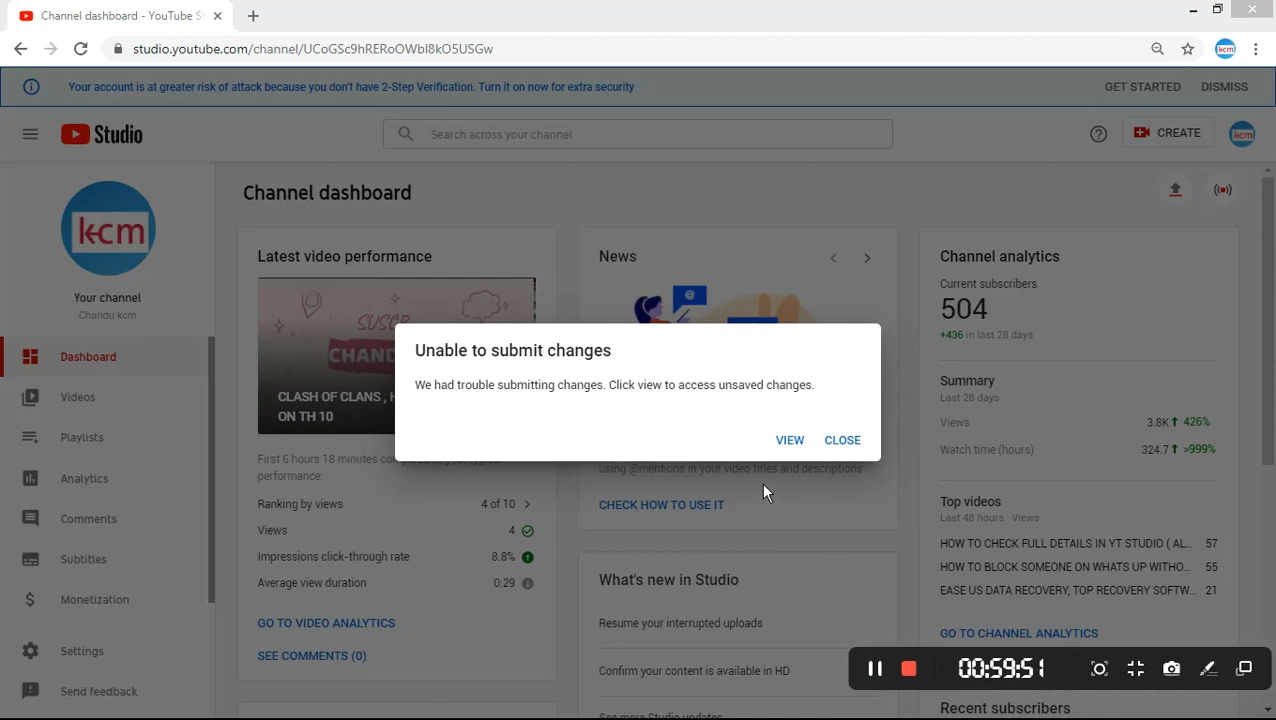 Channel dashboard - YouTube St
studio.youtube.com/channel/UCoGSc9hRERoOWbI8kO5USGw
kcm
Your account is at greater risk of attack because you don't have 2-Step Verification. Turn it on now for extra security
GET STARTED
DISMISS
Studio
Search across your channel
CREATE
kcm
kcm
Your channel
Chandu kcm
Dashboard
Videos
Playlists
Analytics
Comments
Subtitles
Monetization
Settings
Send feedback
Channel dashboard
Latest video performance
SUSCR
CHAND
CLASH OF CLANS , H
ON TH 10
First 6 hours 18 minutes
performance:
Ranking by views 4 of 10
Views 4
Impressions click-through rate 8.8%
Average view duration 0:29
GO TO VIDEO ANALYTICS
SEE COMMENTS (0)
News
@
Unable to submit changes
We had trouble submitting changes. Click view to access unsaved changes.
VIEW
CLOSE
using @mentions in your video titles and descriptions
CHECK HOW TO USE IT
What's new in Studio
Resume your interrupted uploads
Confirm your content is available in HD
See more Studio updates
Channel analytics
Current subscribers
504
+436 in last 28 days
Summary
Last 28 days
Views 3.8K 426%
Watch time (hours) 324.7 >999%
Top videos
Last 48 hours · Views
HOW TO CHECK FULL DETAILS IN YT STUDIO ( AL... 57
HOW TO BLOCK SOMEONE ON WHATS UP WITHO... 55
EASE US DATA RECOVERY, TOP RECOVERY SOFTW... 21
GO TO CHANNEL ANALYTICS
00:59:51
Recent subscribers